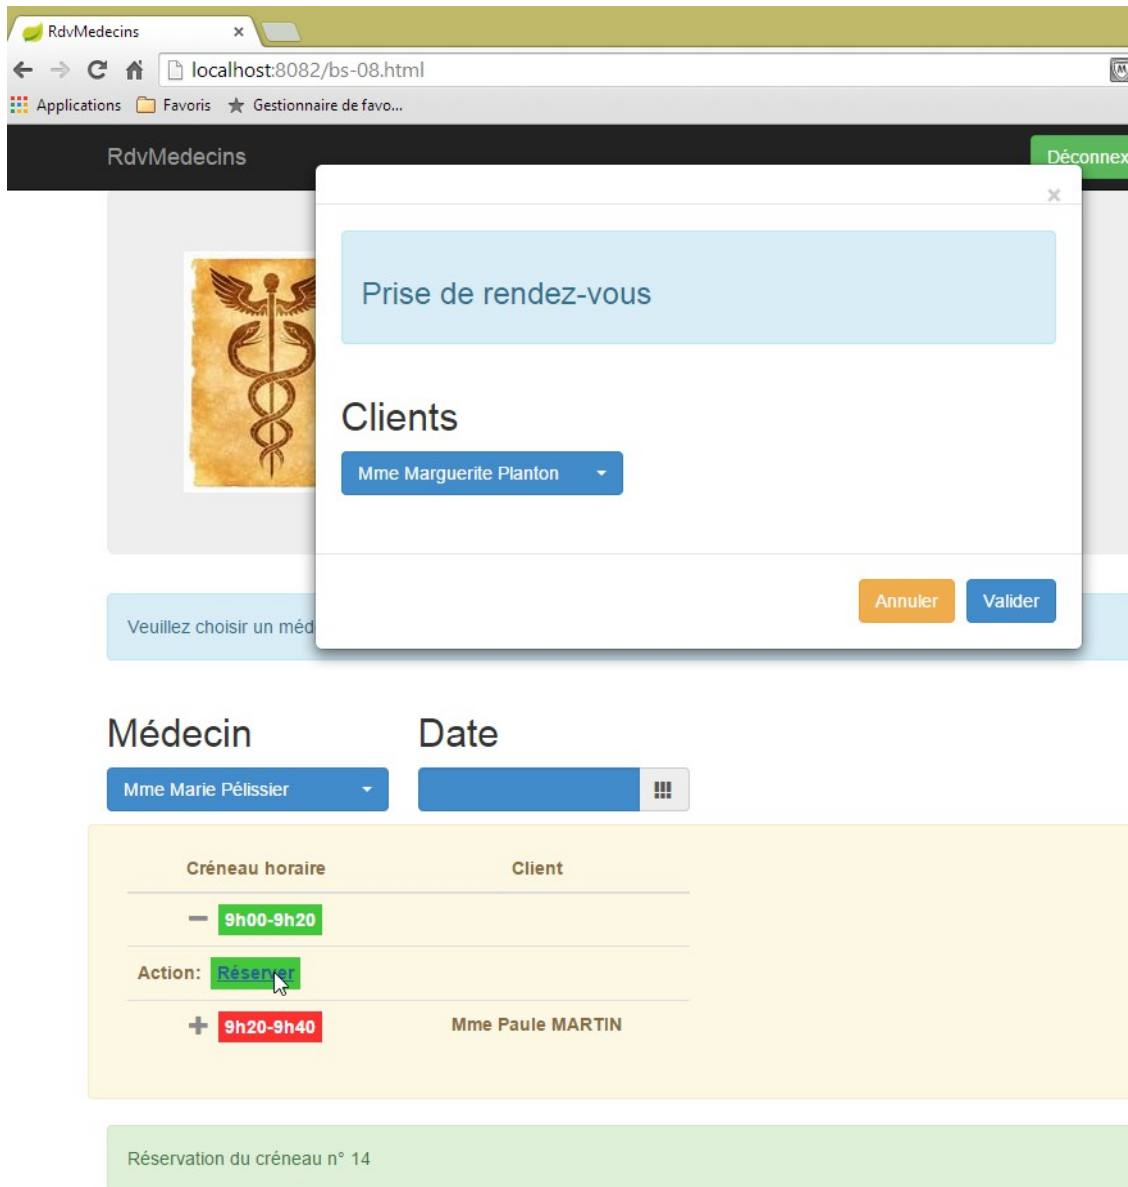 RdvMedecins
localhost:8082/bs-08.html
Applications Favoris Gestionnaire de favo...
RdvMedecins
Déconnex
Prise de rendez-vous
Clients
Mme Marguerite Planton
Annuler Valider
Veuillez choisir un méd
Médecin Date
Mme Marie Pélissier
Créneau horaire Client
9h00-9h20
Action: Réserver
9h20-9h40 Mme Paule MARTIN
Réservation du créneau n° 14